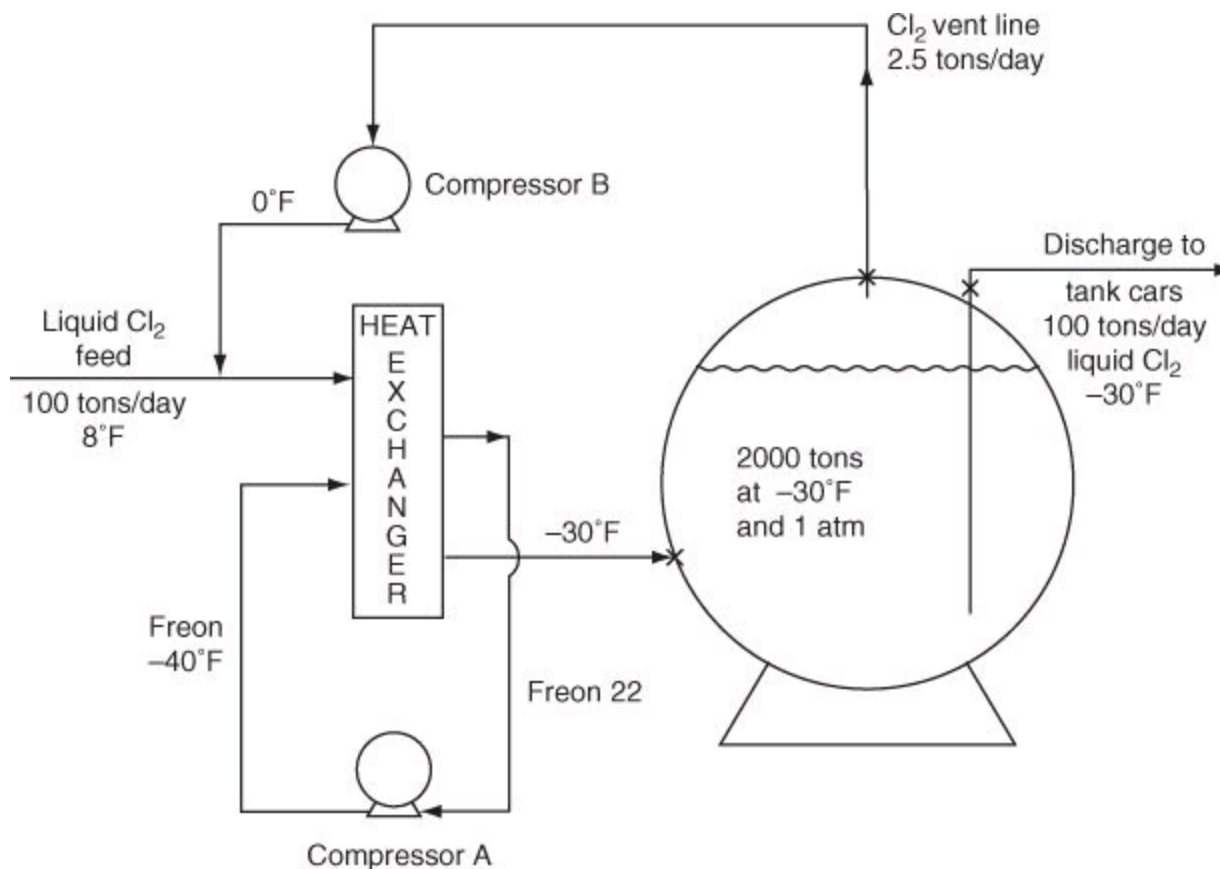 Cl₂ vent line
2.5 tons/day
Compressor B
0°F
Discharge to
tank cars
100 tons/day
liquid Cl₂
–30°F
Liquid Cl₂
feed
100 tons/day
8°F
HEAT
E
X
C
H
A
N
G
E
R
2000 tons
at –30°F
and 1 atm
–30°F
Freon
–40°F
Freon 22
Compressor A